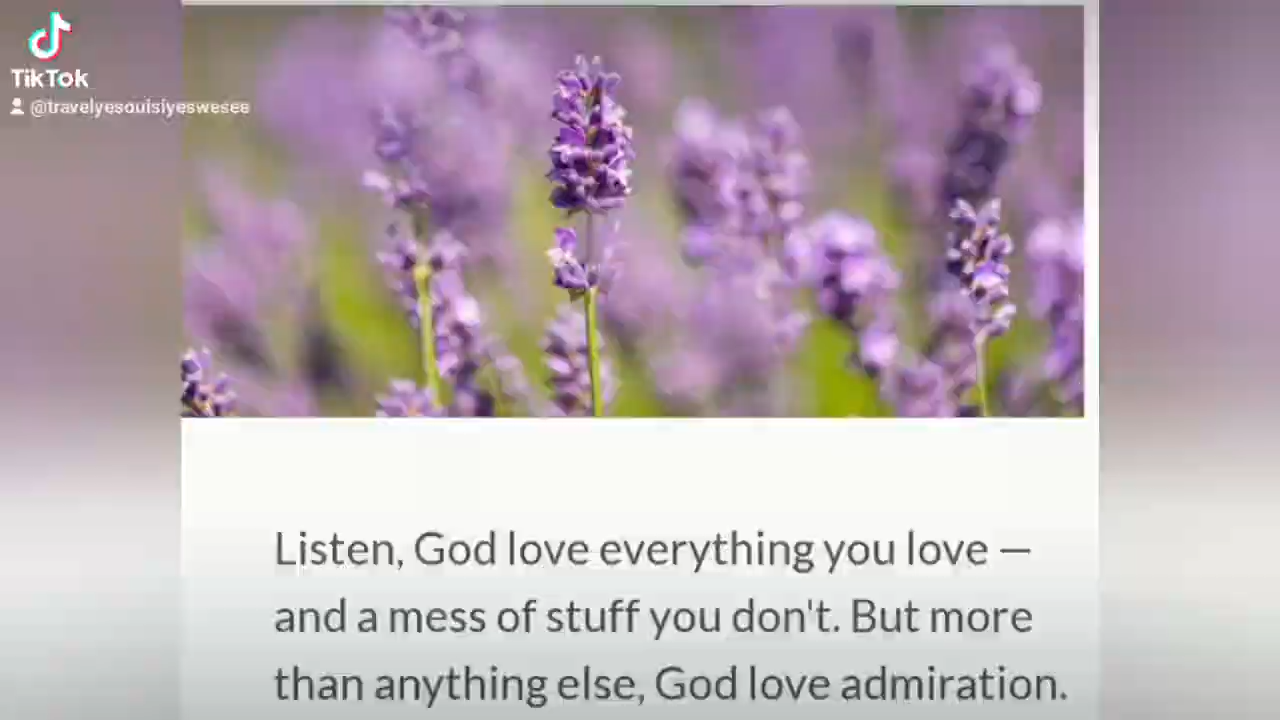 TikTok
@travelyesouisiyeswesee
Listen, God love everything you love —
and a mess of stuff you don't. But more
than anything else, God love admiration.